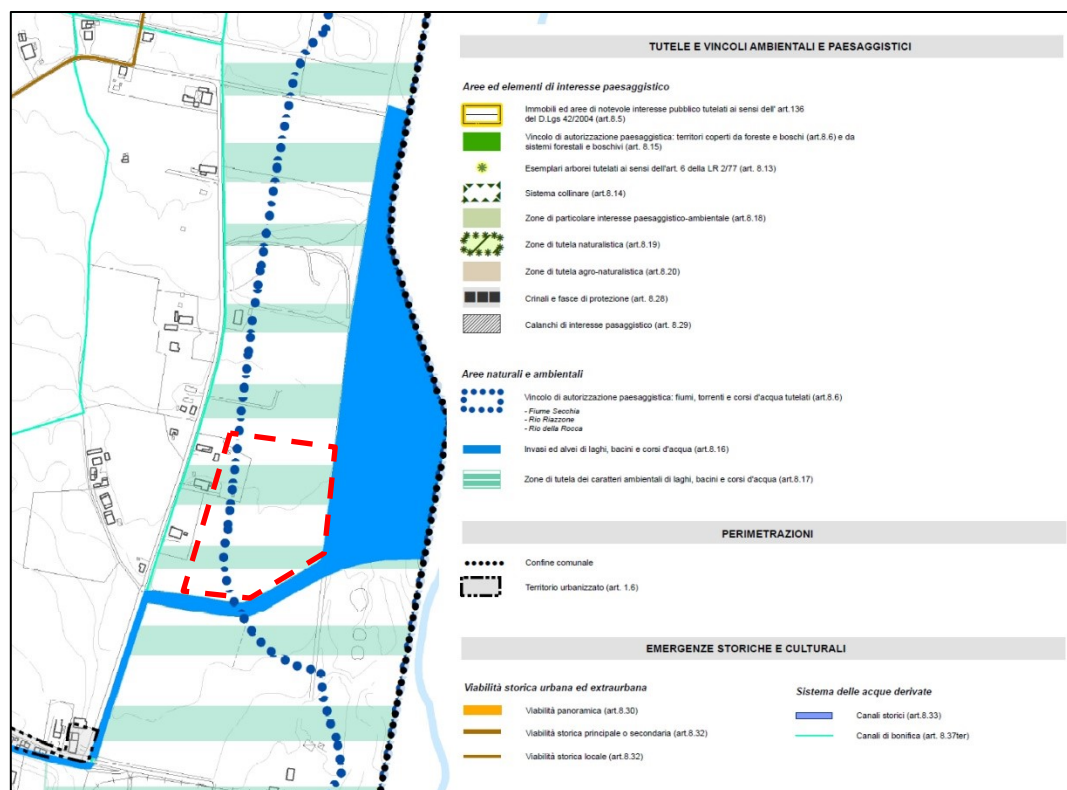 TUTELE E VINCOLI AMBIENTALI E PAESAGGISTICI
Aree ed elementi di interesse paesaggistico
Immobili ed aree di notevole interesse pubblico tutelati ai sensi dell' art.136
del D.Lgs 42/2004 (art.8.5)
Vincolo di autorizzazione paesaggistica: territori coperti da foreste e boschi (art.8.6) e da
sistemi forestali e boschivi (art. 8.15)
Esemplari arborei tutelati ai sensi dell'art. 6 della LR 2/77 (art. 8.13)
Sistema collinare (art.8.14)
Zone di particolare interesse paesaggistico-ambientale (art.8.18)
Zone di tutela naturalistica (art.8.19)
Zone di tutela agro-naturalistica (art.8.20)
Crinali e fasce di protezione (art. 8.28)
Calanchi di interesse pasaggistico (art. 8.29)
Aree naturali e ambientali
Vincolo di autorizzazione paesaggistica: fiumi, torrenti e corsi d'acqua tutelati (art.8.6)
- Fiume Secchia
- Rio Riazzone
- Rio della Rocca
Invasi ed alvei di laghi, bacini e corsi d'acqua (art.8.16)
Zone di tutela dei caratteri ambientali di laghi, bacini e corsi d'acqua (art.8.17)
PERIMETRAZIONI
Confine comunale
Territorio urbanizzato (art. 1.6)
EMERGENZE STORICHE E CULTURALI
Viabilità storica urbana ed extraurbana
Viabilità panoramica (art.8.30)
Viabilità storica principale o secondaria (art.8.32)
Viabilità storica locale (art.8.32)
Sistema delle acque derivate
Canali storici (art.8.33)
Canali di bonifica (art. 8.37ter)